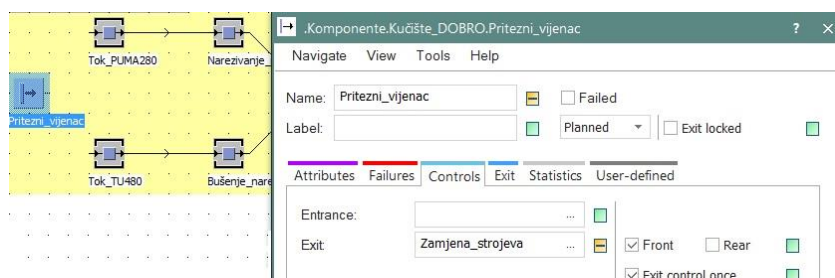 .Komponente.Kućište_DOBRO.Pritezni_vijenac ? ×
Navigate View Tools Help
Name: Pritezni_vijenac Failed
Label: Planned Exit locked
Attributes Failures Controls Exit Statistics User-defined
Entrance: ...
Exit: Zamjena_strojeva ... Front Rear
Exit control once
Tok_PUMA280 Narezivanje_
Pritezni_vijenac
Tok_TU480 Bušenje_nare